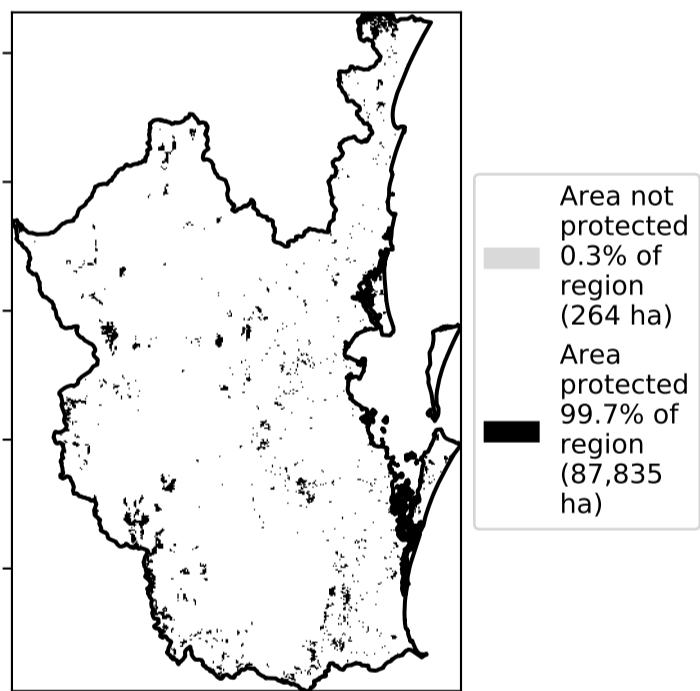 Area not
protected
0.3% of
region
(264 ha)
Area
protected
99.7% of
region
(87,835
ha)